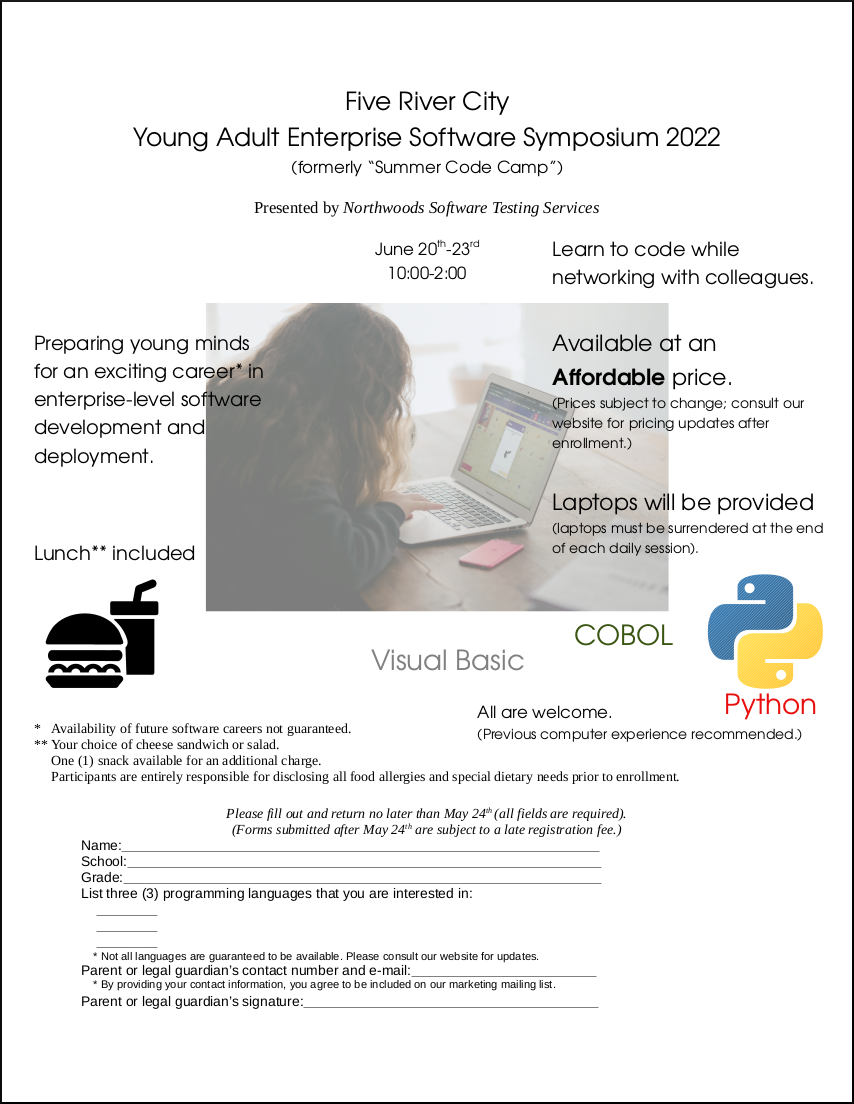 Five River City
Young Adult Enterprise Software Symposium 2022
(formerly “Summer Code Camp”)
Presented by Northwoods Software Testing Services
June 20th-23rd
10:00-2:00
Learn to code while
networking with colleagues.
Preparing young minds
for an exciting career* in
enterprise-level software
development and
deployment.
Available at an
Affordable price.
(Prices subject to change; consult our
website for pricing updates after
enrollment.)
Laptops will be provided
(laptops must be surrendered at the end
of each daily session).
Lunch** included
COBOL
Visual Basic
Python
All are welcome.
(Previous computer experience recommended.)
* Availability of future software careers not guaranteed.
** Your choice of cheese sandwich or salad.
One (1) snack available for an additional charge.
Participants are entirely responsible for disclosing all food allergies and special dietary needs prior to enrollment.
Please fill out and return no later than May 24th (all fields are required).
(Forms submitted after May 24th are subject to a late registration fee.)
Name:
School:
Grade:
List three (3) programming languages that you are interested in:
* Not all languages are guaranteed to be available. Please consult our website for updates.
Parent or legal guardian’s contact number and e-mail:
* By providing your contact information, you agree to be included on our marketing mailing list.
Parent or legal guardian’s signature: